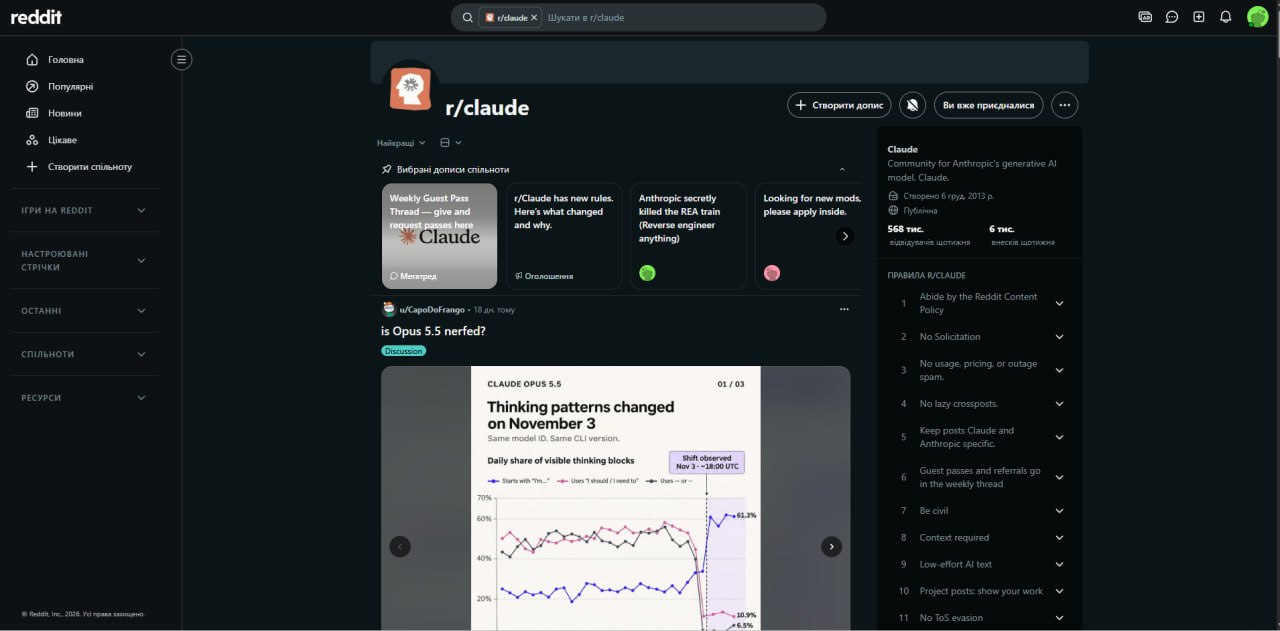 reddit
r/claude
Шукати в r/claude
Головна
Популярні
Новини
Цікаве
Створити спільноту
ІГРИ НА REDDIT
НАСТРОЮВАНІ
СТРІЧКИ
ОСТАННІ
СПІЛЬНОТИ
РЕСУРСИ
© Reddit, Inc, 2026. Усі права захищено.
r/claude
Створити допис
Ви вже приєдналися
Найкращі
Вибрані дописи спільноти
Weekly Guest Pass
Thread — give and
request passes here
Claude
Мегатред
r/Claude has new rules.
Here's what changed
and why.
Оголошення
Anthropic secretly
killed the REA train
(Reverse engineer
anything)
Looking for new mods,
please apply inside.
u/CapoDoFrango • 18 дн. тому
is Opus 5.5 nerfed?
Discussion
CLAUDE OPUS 5.5
01 / 03
Thinking patterns changed
on November 3
Same model ID. Same CLI version.
Daily share of visible thinking blocks
Shift observed
Nov 3 · ~18:00 UTC
Starts with "I'm..."
Uses "I should / I need to"
Uses — or –
70%
60%
40%
20%
61.3%
10.9%
6.5%
Claude
Community for Anthropic's generative AI
model, Claude.
Створено 6 груд. 2013 р.
Публічна
568 тис.
відвідувачів щотижня
6 тис.
внесків щотижня
ПРАВИЛА R/CLAUDE
1 Abide by the Reddit Content
Policy
2 No Solicitation
3 No usage, pricing, or outage
spam.
4 No lazy crossposts.
5 Keep posts Claude and
Anthropic specific.
6 Guest passes and referrals go
in the weekly thread
7 Be civil
8 Context required
9 Low-effort AI text
10 Project posts: show your work
11 No ToS evasion